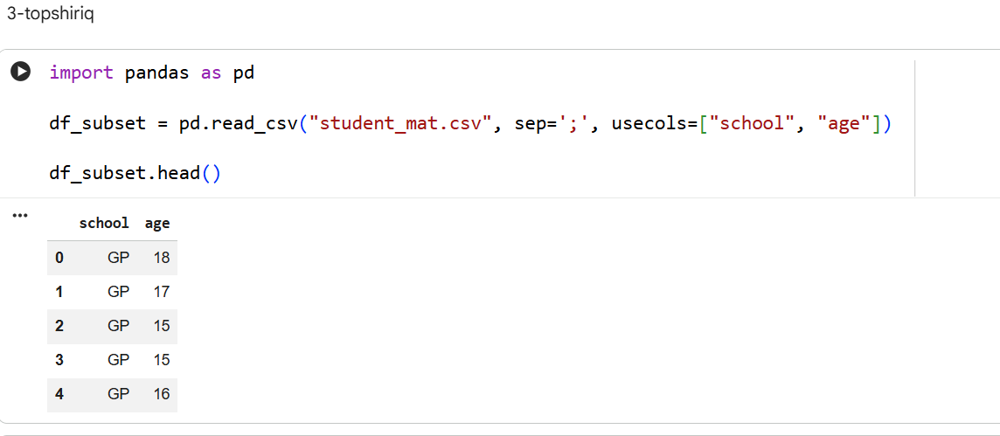 3-topshiriq
import pandas as pd
df_subset = pd.read_csv("student_mat.csv", sep=';', usecols=["school", "age"])
df_subset.head()
school age
0 GP 18
1 GP 17
2 GP 15
3 GP 15
4 GP 16